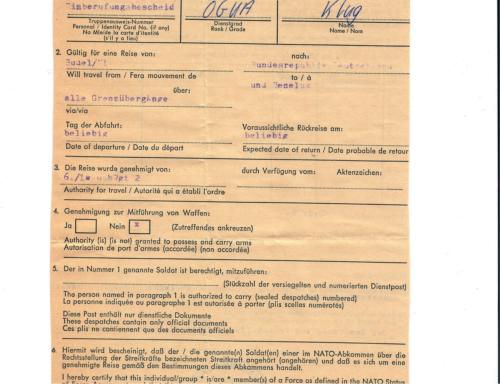 Einberufungsbescheid
OGUA
Klug
Truppenausweis-Nummer
Personal / Identity Card No. (if any)
No Mle/de la carte d'identité
(s'il y a lieu)
Dienstgrad
Rank / Grade
Name
Name / Nom
2. Gültig für eine Reise von:
nach:
Budel/
Bundesrepublik Deutschland
Will travel from / Fera mouvement de
to / à
über:
und Benelux
alle Grenzübergänge
via/via
Tag der Abfahrt:
Voraussichtliche Rückreise am:
beliebig
beliebig
Date of departure / Date du départ
Expected date of return / Date probable de retour
3. Die Reise wurde genehmigt von:
durch Verfügung vom:
Aktenzeichen:
6./
Authority for travel / Autorité qui a établi l'ordre
4. Genehmigung zur Mitführung von Waffen:
Ja
Nein
x
(Zutreffendes ankreuzen)
Authority (is) (is not) granted to possess and carry arms
Autorisation de port d'armes (accordée) (non accordée)
5. Der in Nummer 1 genannte Soldat ist berechtigt, mitzuführen:
(Stückzahl der versiegelten und numerierten Dienstpost)
The person named in paragraph 1 is authorized to carry (sealed despatches) numbered)
La personne indiquée au paragraphe 1 est autorisée à porter (plis scellés numérotés)
Diese Post enthält nur dienstliche Dokumente
These despatches contain only official documents
Ces plis ne contiennent que des documents officiels
6. Hiermit wird bescheinigt, daß der / die genannte(n) Soldat(en) einer im NATO-Abkommen über die
Rechtsstellung der Streitkräfte bezeichneten Streitkraft angehört (angehören) und daß es sich um eine
genehmigte Reise gemäß den Bestimmungen dieses Abkommens handelt.
I hereby certify that this individual/group * is/are * member(s) of a Force as defined in the NATO Status